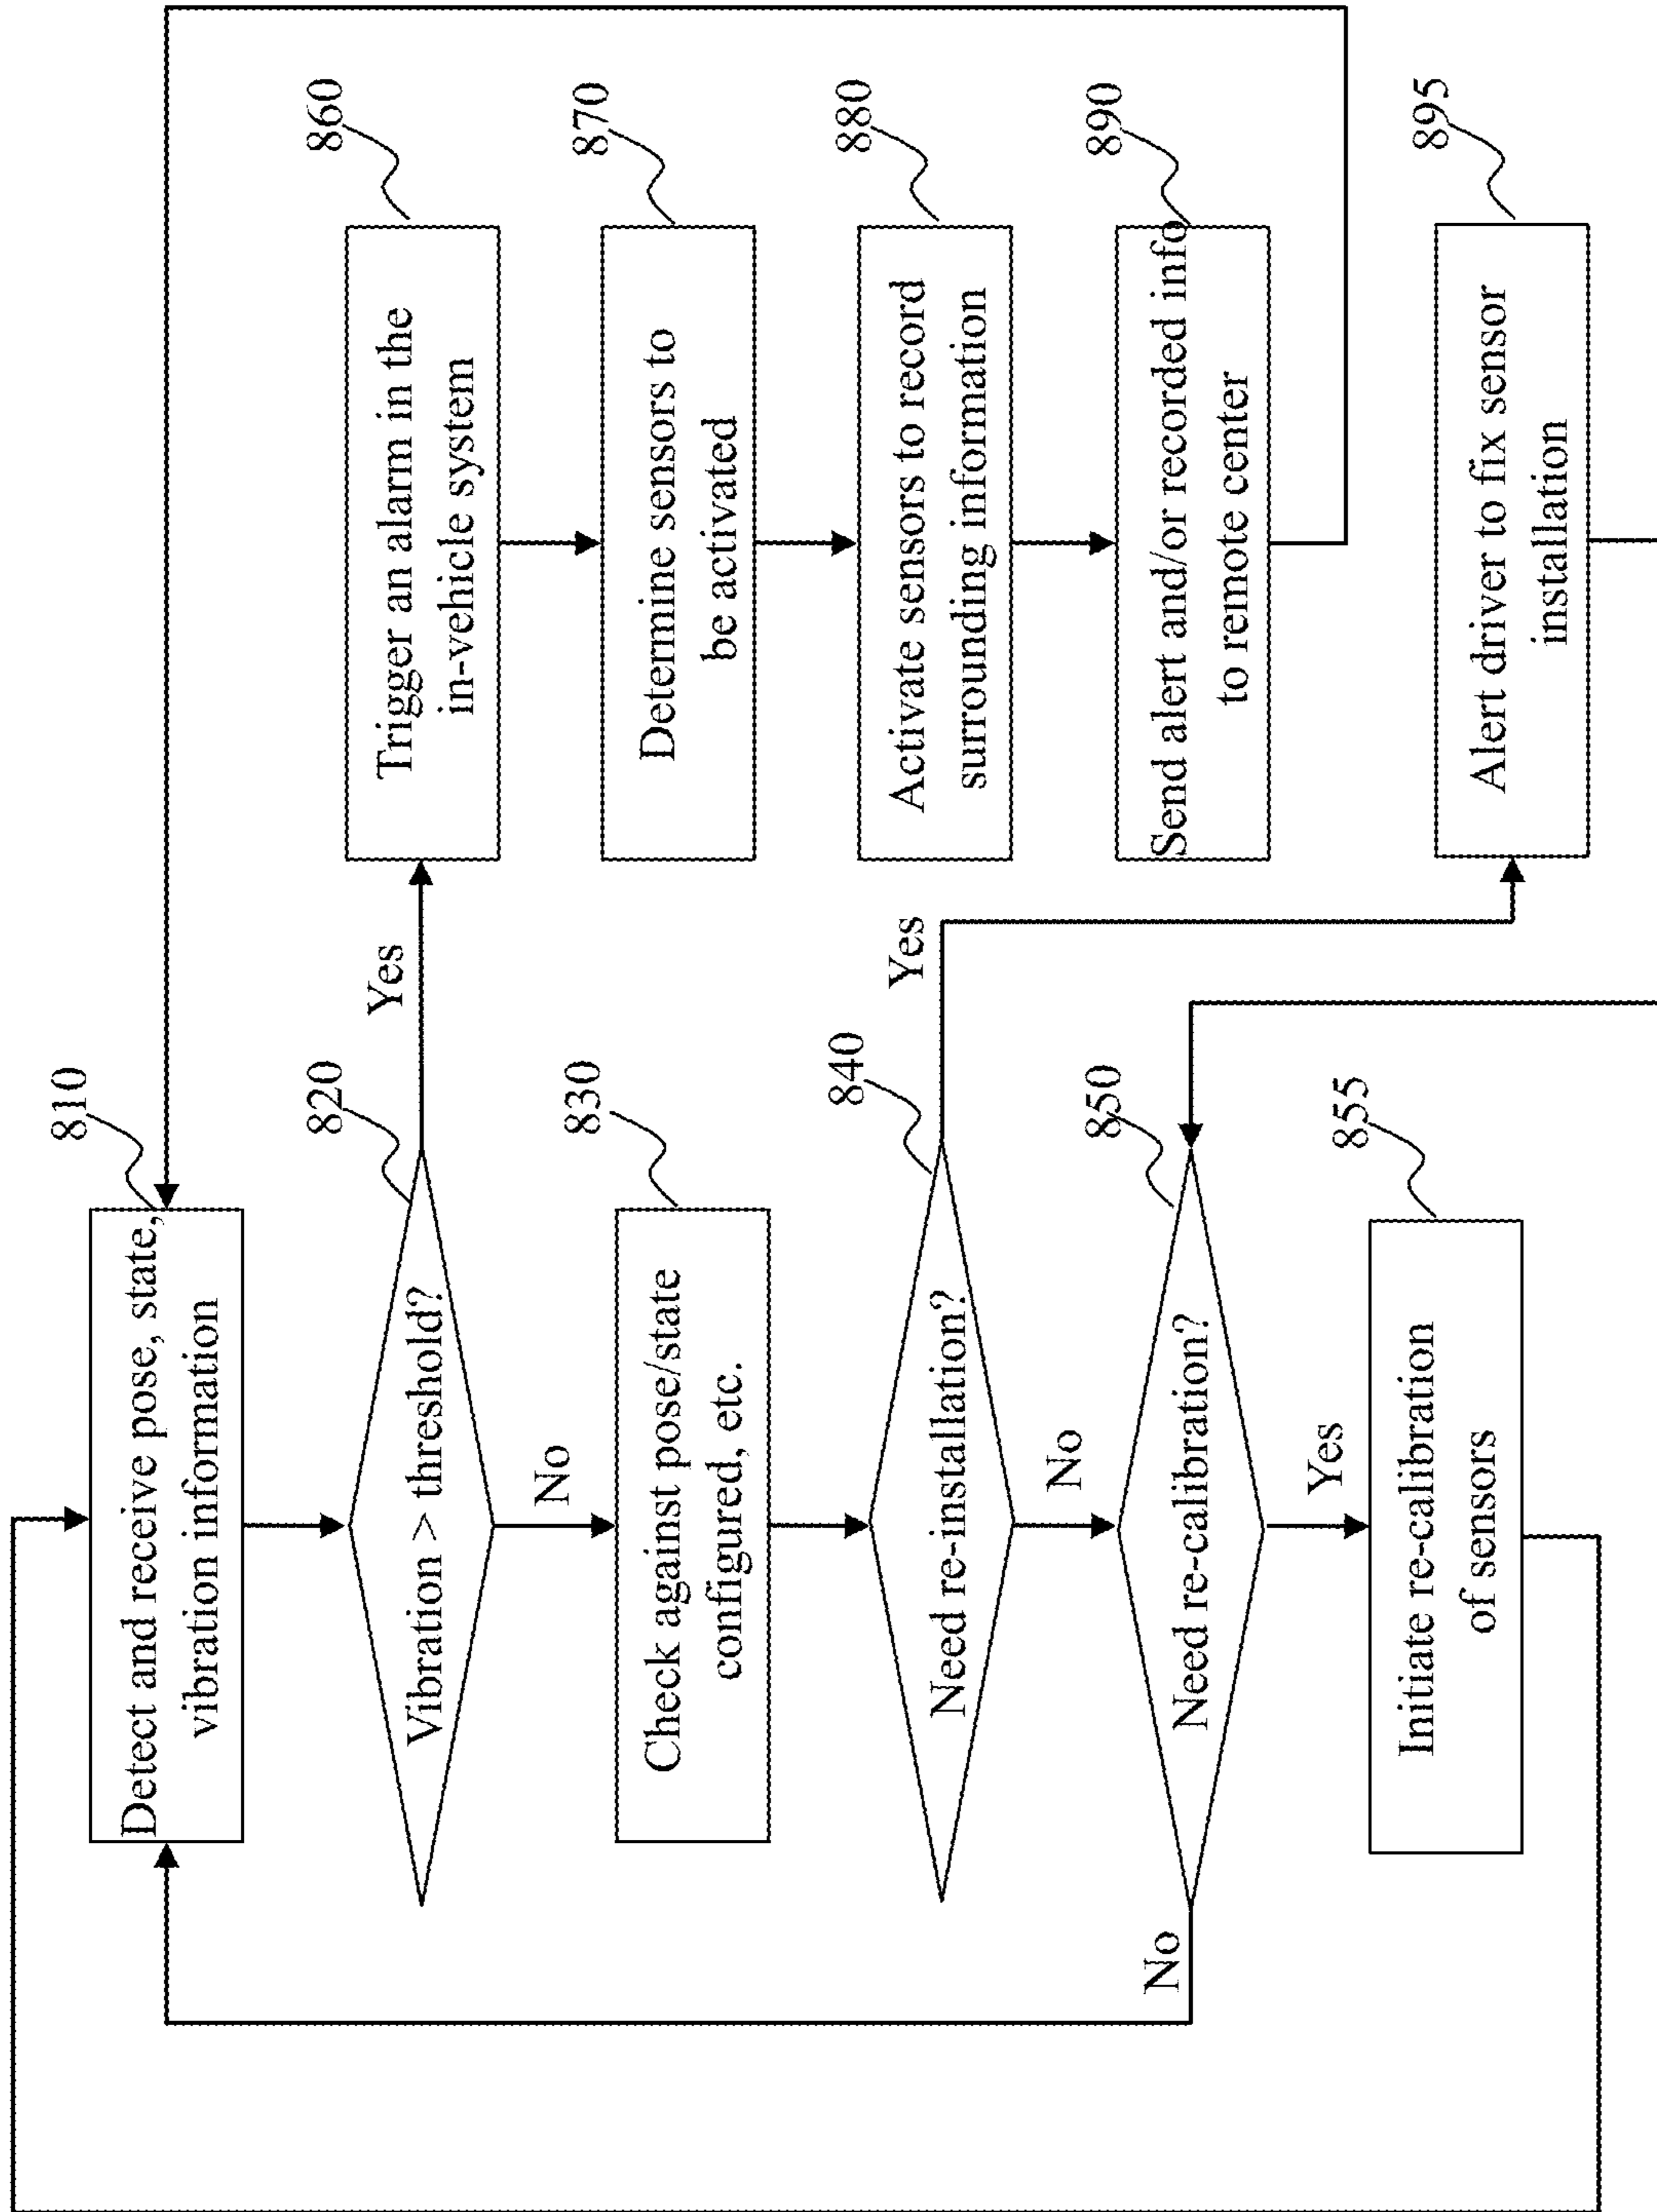 810
Detect and receive pose, state,
vibration information
820
Vibration > threshold?
Yes
No
830
Check against pose/state
configured, etc.
840
Need re-installation?
Yes
No
850
Need re-calibration?
No
Yes
855
Initiate re-calibration
of sensors
860
Trigger an alarm in the
in-vehicle system
870
Determine sensors to
be activated
880
Activate sensors to record
surrounding information
890
Send alert and/or recorded info
to remote center
895
Alert driver to fix sensor
installation